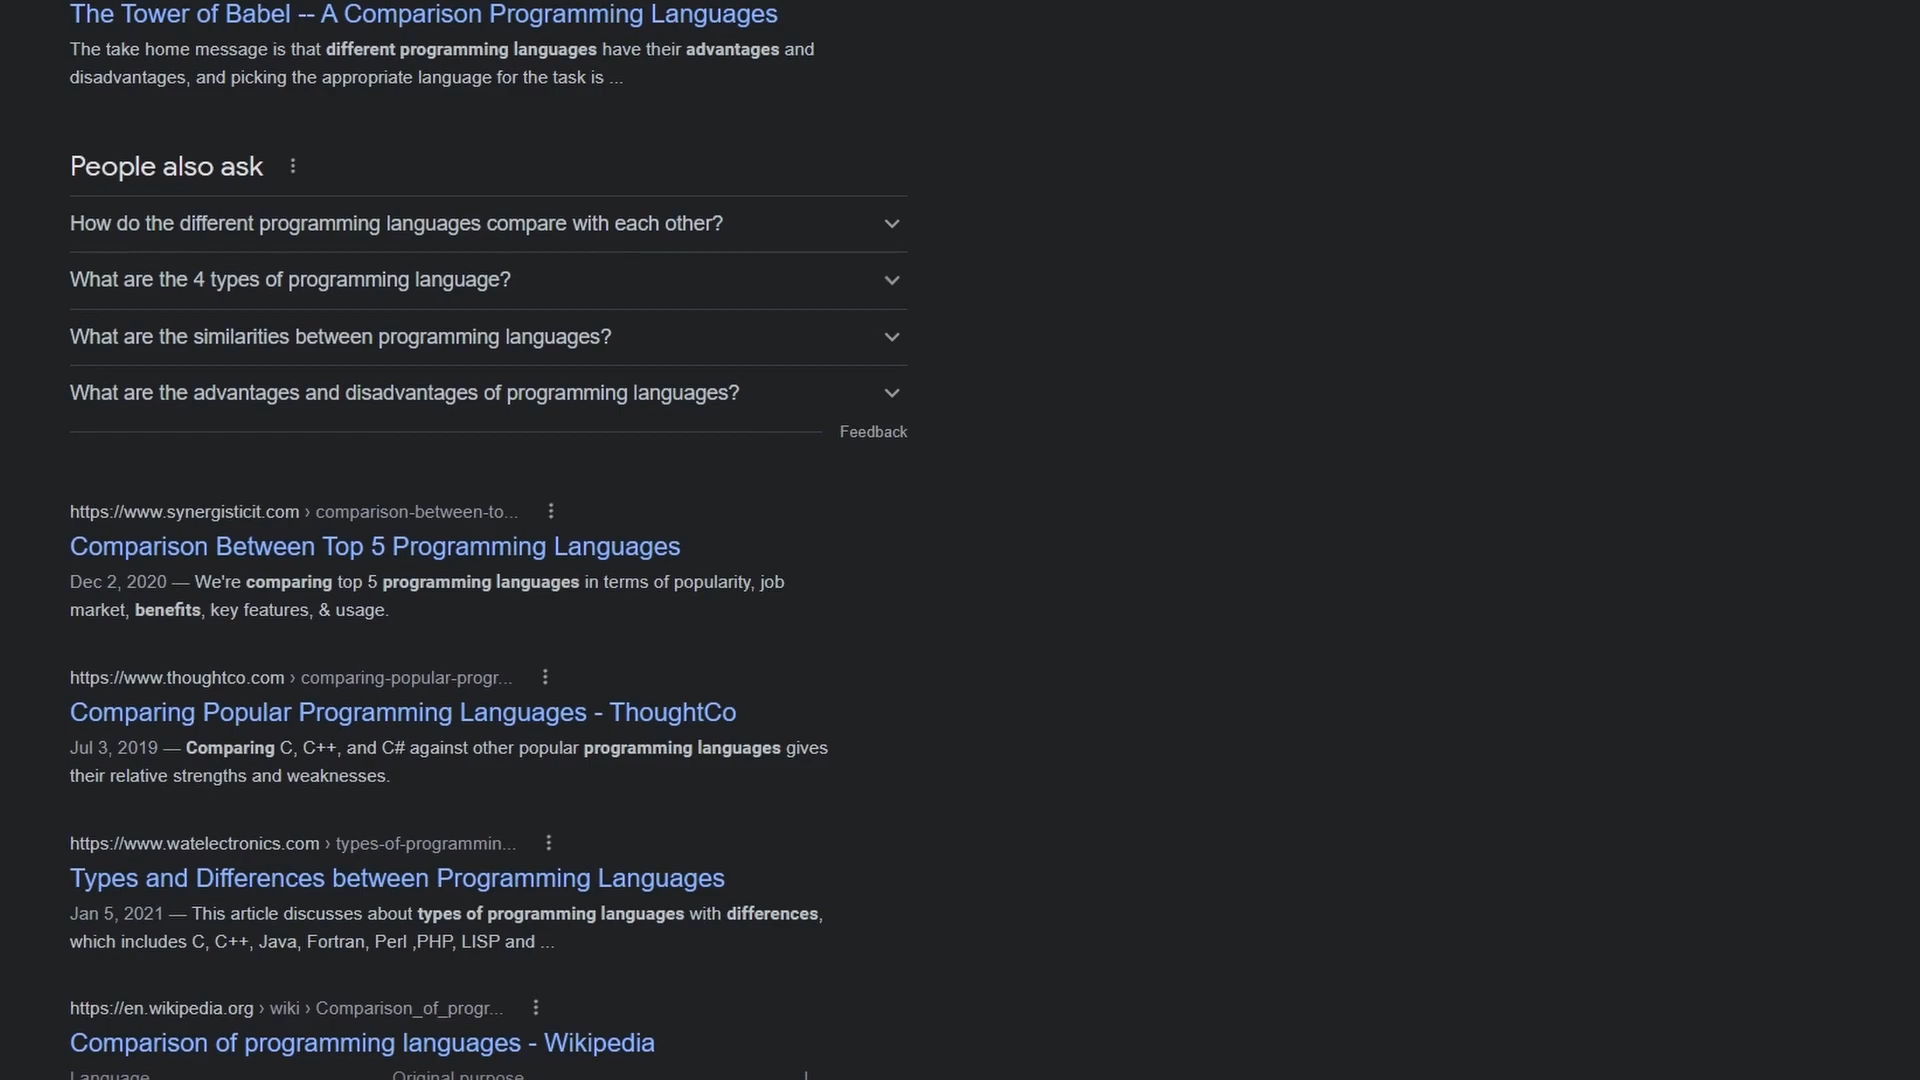 The Tower of Babel -- A Comparison Programming Languages
The take home message is that different programming languages have their advantages and
disadvantages, and picking the appropriate language for the task is ...
People also ask
How do the different programming languages compare with each other?
What are the 4 types of programming language?
What are the similarities between programming languages?
What are the advantages and disadvantages of programming languages?
Feedback
https://www.synergisticit.com › comparison-between-to...
Comparison Between Top 5 Programming Languages
Dec 2, 2020 — We're comparing top 5 programming languages in terms of popularity, job
market, benefits, key features, & usage.
https://www.thoughtco.com › comparing-popular-progr...
Comparing Popular Programming Languages - ThoughtCo
Jul 3, 2019 — Comparing C, C++, and C# against other popular programming languages gives
their relative strengths and weaknesses.
https://www.watelectronics.com › types-of-programmin...
Types and Differences between Programming Languages
Jan 5, 2021 — This article discusses about types of programming languages with differences,
which includes C, C++, Java, Fortran, Perl ,PHP, LISP and ...
https://en.wikipedia.org › wiki › Comparison_of_progr...
Comparison of programming languages - Wikipedia
Language Original purpose